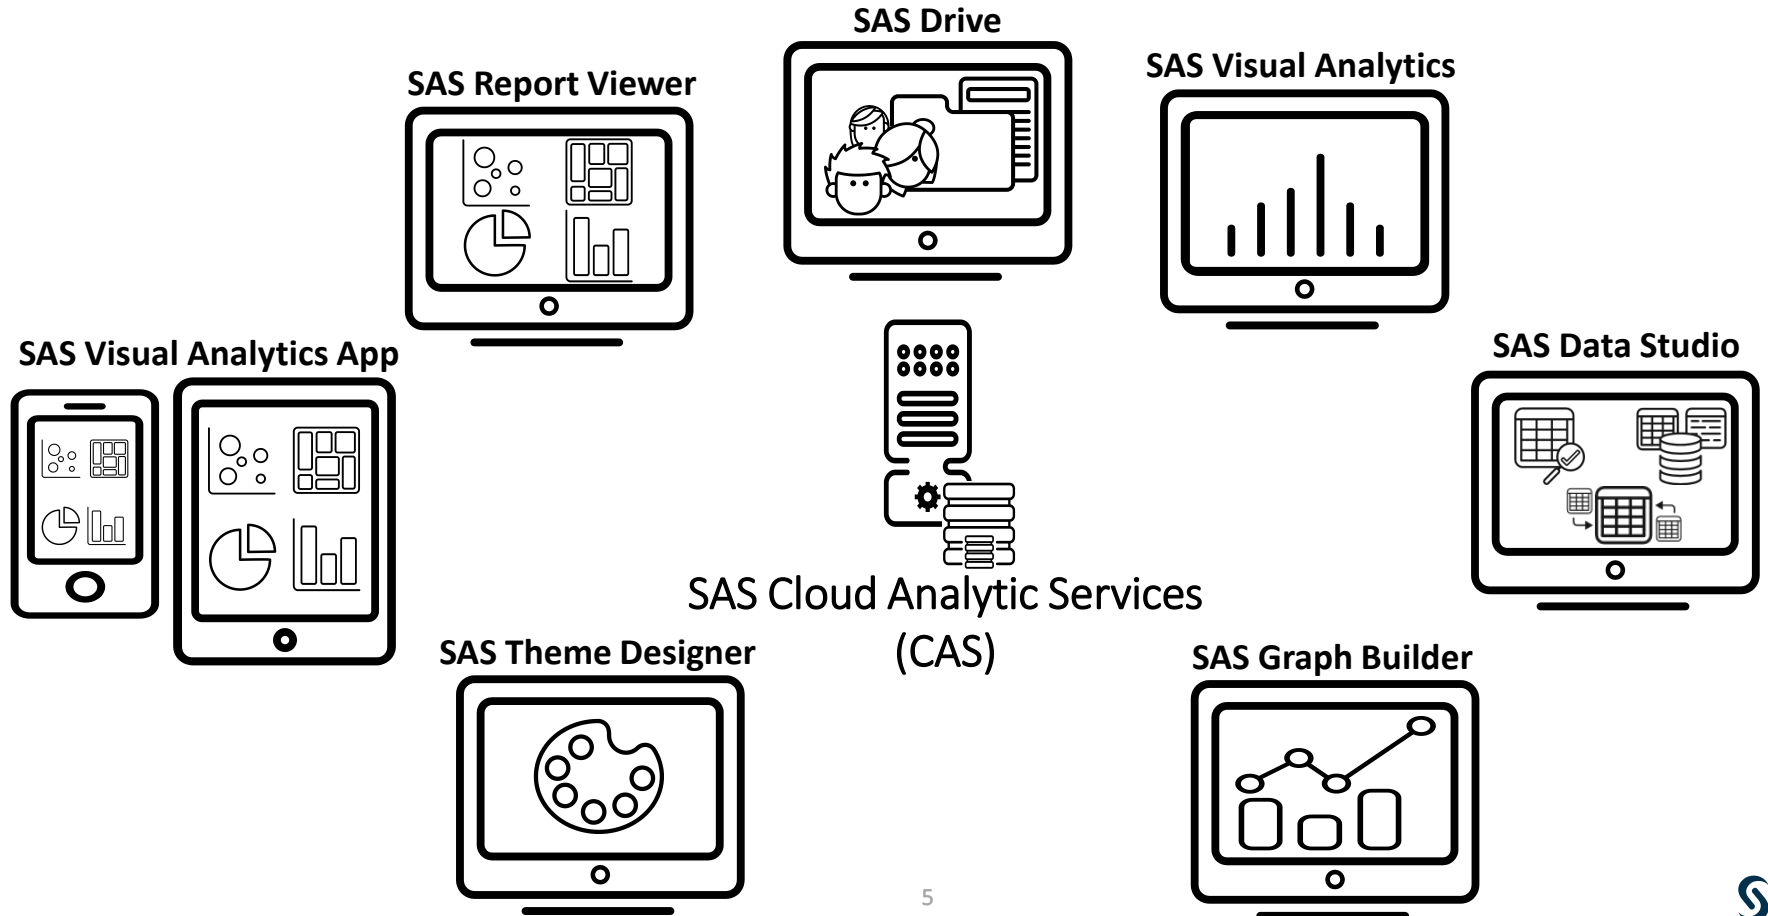 SAS Drive
SAS Report Viewer
SAS Visual Analytics
SAS Visual Analytics App
SAS Data Studio
SAS Cloud Analytic Services
(CAS)
SAS Theme Designer
SAS Graph Builder
5